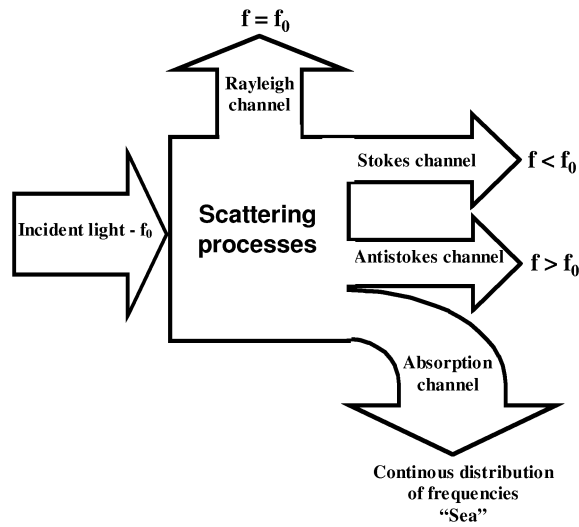 f = f₀
Rayleigh
channel
Stokes channel
f < f₀
Incident light - f₀
Scattering
processes
Antistokes channel
f > f₀
Absorption
channel
Continous distribution
of frequencies
“Sea”